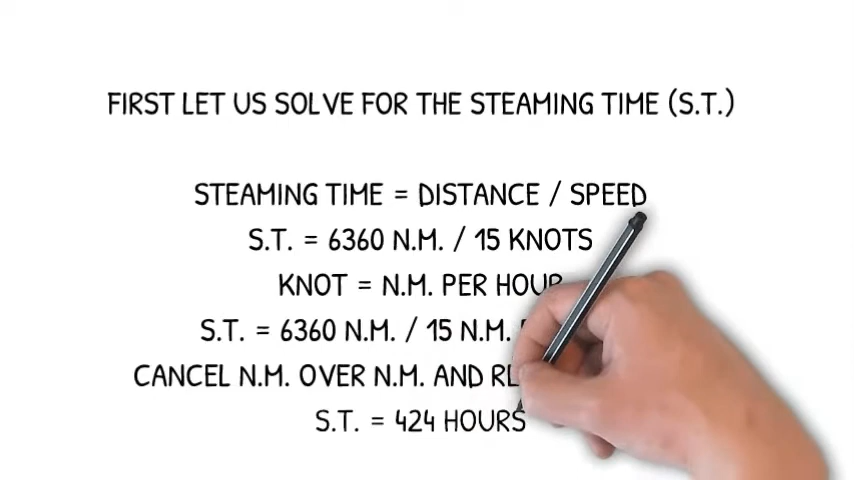 FIRST LET US SOLVE FOR THE STEAMING TIME (S.T.)
STEAMING TIME = DISTANCE / SPEED
S.T. = 6360 N.M. / 15 KNOTS
KNOT = N.M. PER HOUR
S.T. = 6360 N.M. / 15 N.M.
CANCEL N.M. OVER N.M. AND
S.T. = 424 HOURS